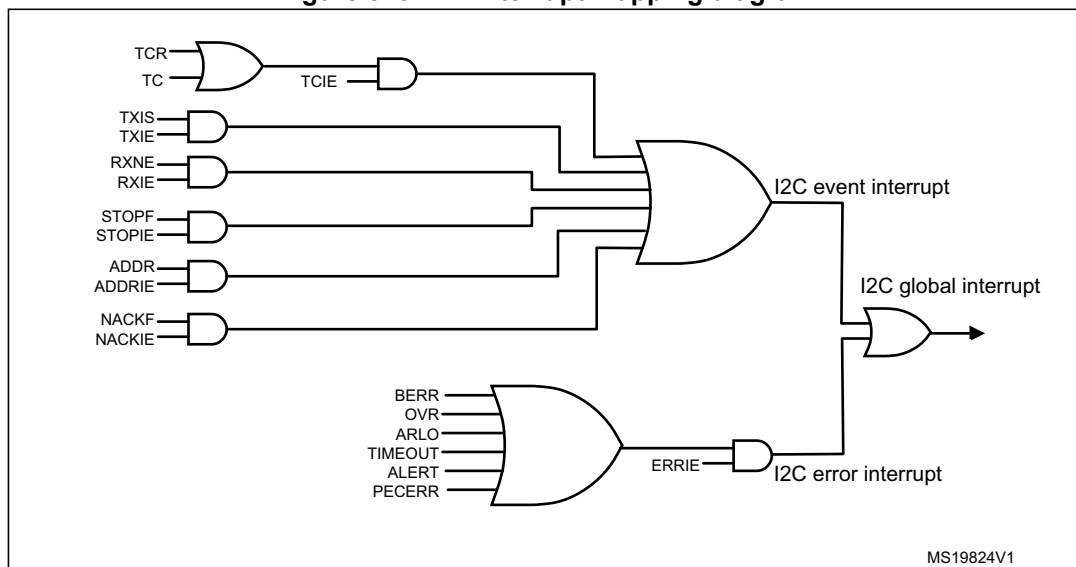 TCR
TC
TCIE
TXIS
TXIE
RXNE
RXIE
STOPF
STOPIE
ADDR
ADDRIE
NACKF
NACKIE
I2C event interrupt
I2C global interrupt
BERR
OVR
ARLO
TIMEOUT
ALERT
PECERR
ERRIE
I2C error interrupt
MS19824V1